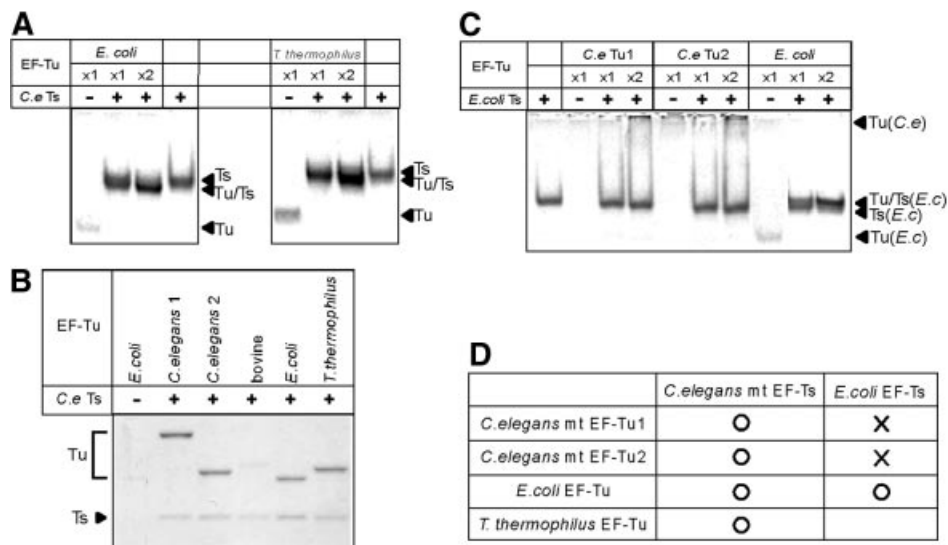 A
EF-Tu E. coli T thermophilus
x1 x1 x2 x1 x1 x2
C.e Ts - + + + - + + +
Ts
Tu/Ts
Tu
Ts
Tu/Ts
Tu
B
EF-Tu E.coli C.elegans 1 C.elegans 2 bovine E.coli T.thermophilus
C.e Ts - + + + + +
Tu
Ts
C
EF-Tu C.e Tu1 C.e Tu2 E. coli
x1 x1 x2 x1 x1 x2 x1 x1 x2
E.coli Ts + - + + - + + - + +
Tu(C.e)
Tu/Ts(E.c)
Ts(E.c)
Tu(E.c)
D
C.elegans mt EF-Ts E.coli EF-Ts
C.elegans mt EF-Tu1 O X
C.elegans mt EF-Tu2 O X
E.coli EF-Tu O O
T. thermophilus EF-Tu O